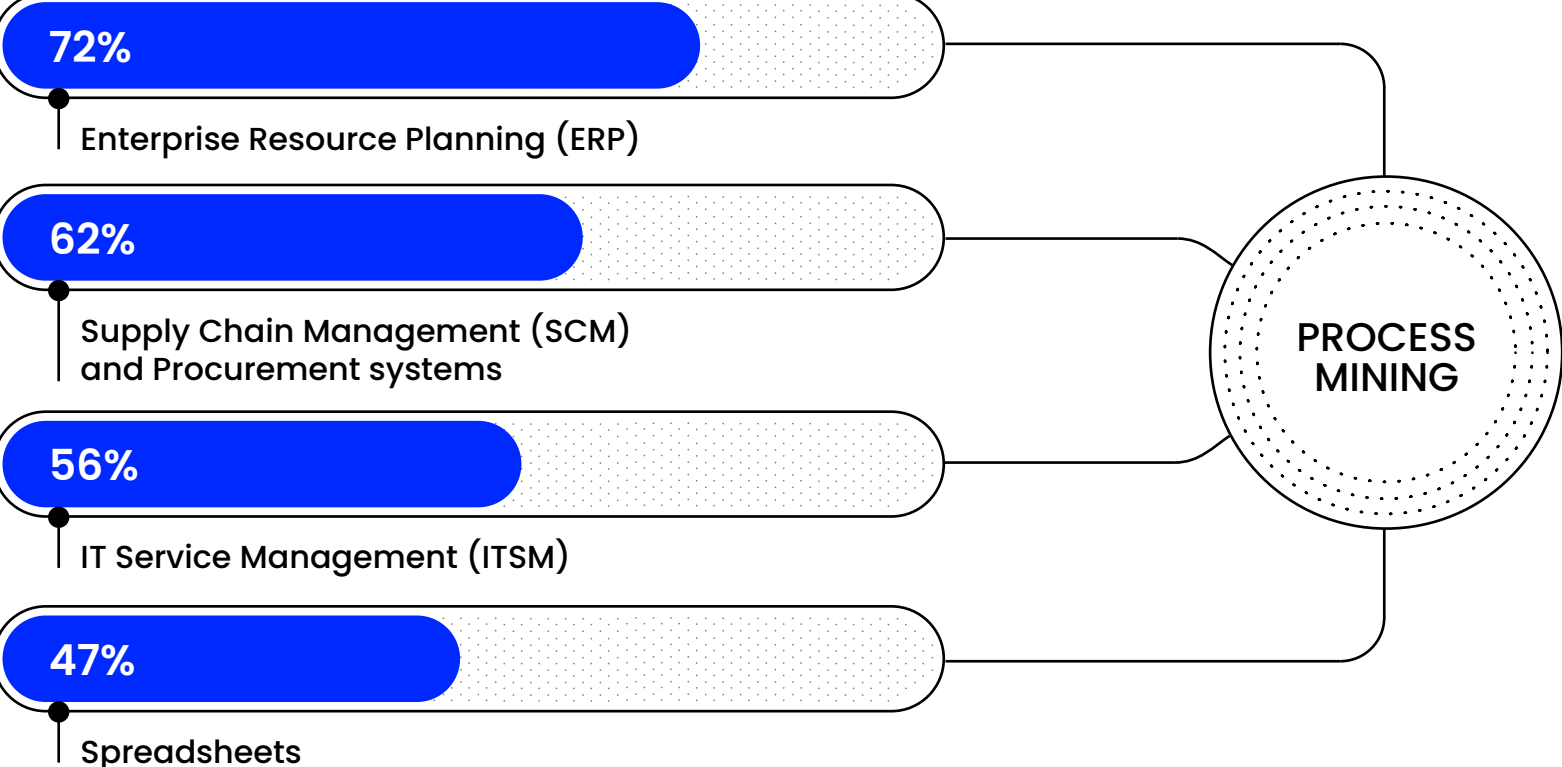 72%
Enterprise Resource Planning (ERP)
62%
Supply Chain Management (SCM)
and Procurement systems
56%
IT Service Management (ITSM)
47%
Spreadsheets
PROCESS
MINING